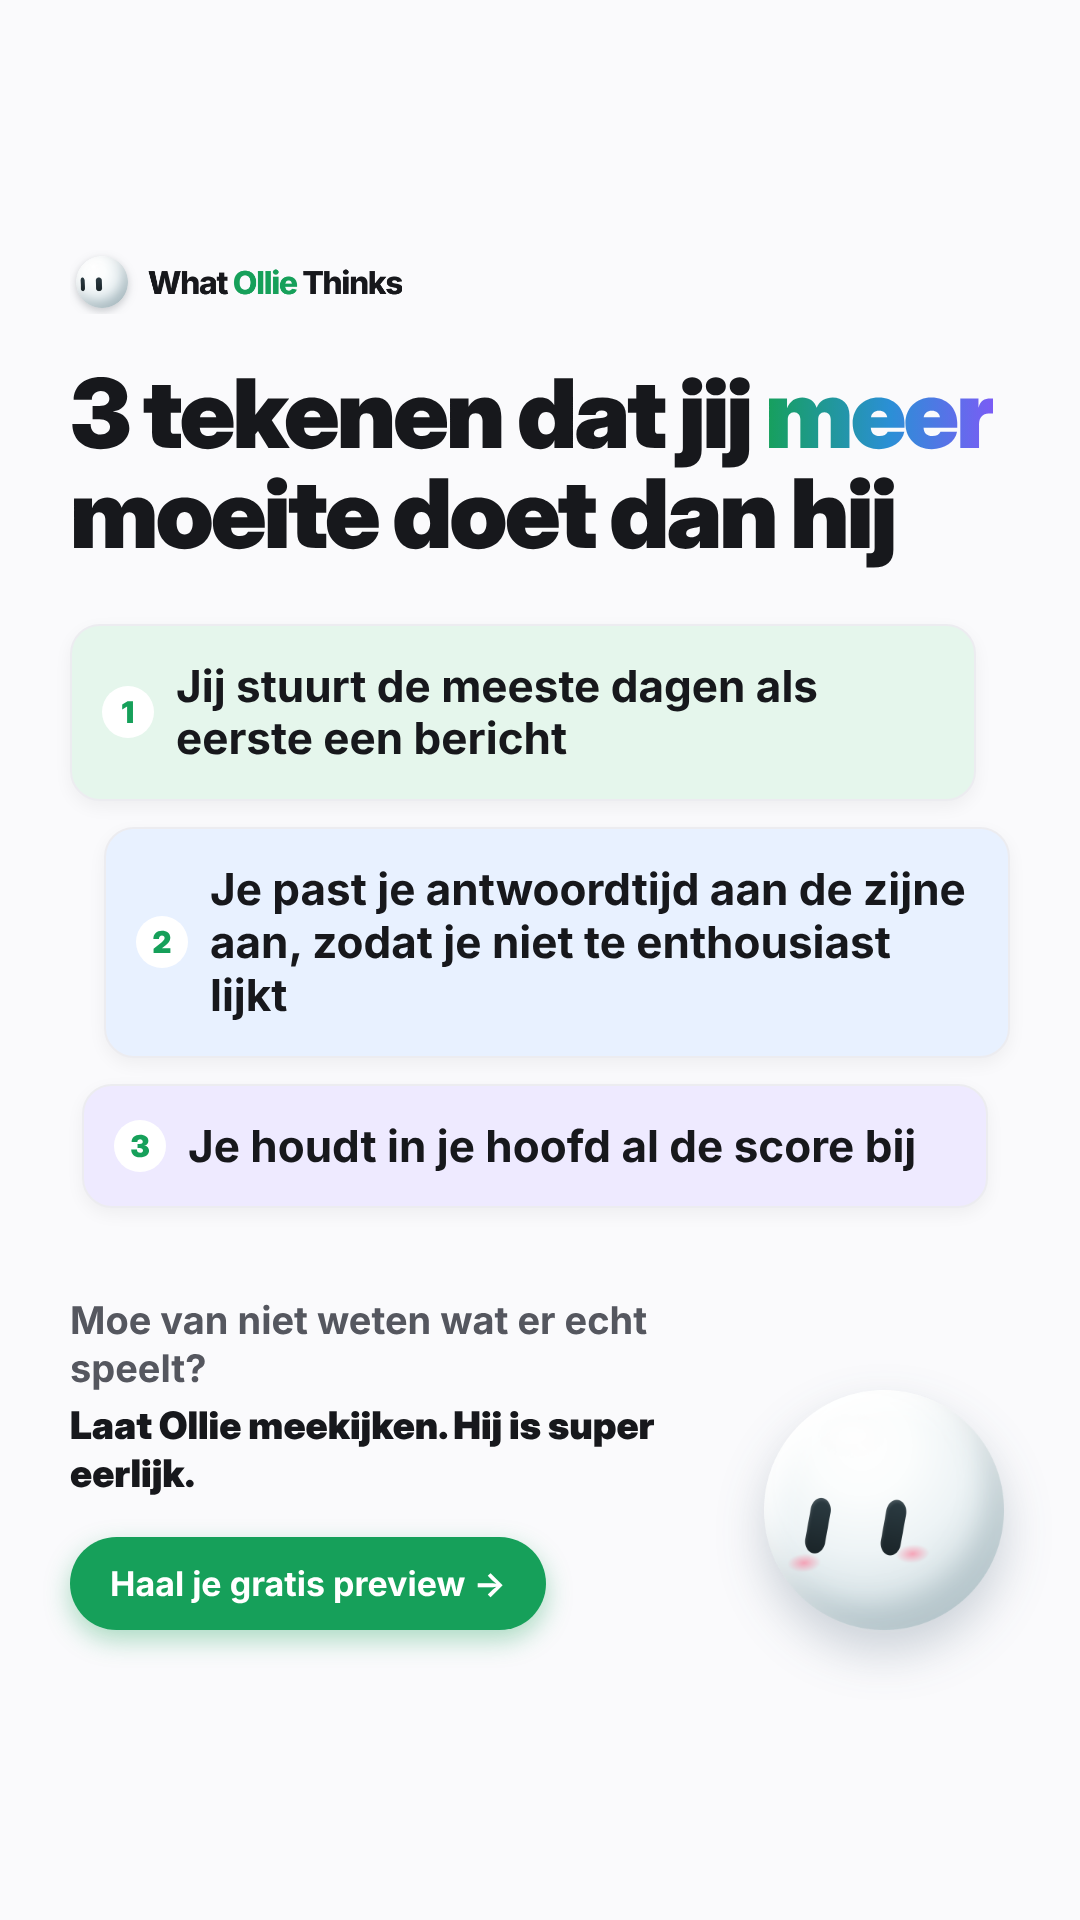 What Ollie Thinks
3 tekenen dat jij meer
moeite doet dan hij
1
Jij stuurt de meeste dagen als
eerste een bericht
2
Je past je antwoordtijd aan de zijne
aan, zodat je niet te enthousiast
lijkt
3
Je houdt in je hoofd al de score bij
Moe van niet weten wat er echt
speelt?
Laat Ollie meekijken. Hij is super
eerlijk.
Haal je gratis preview →